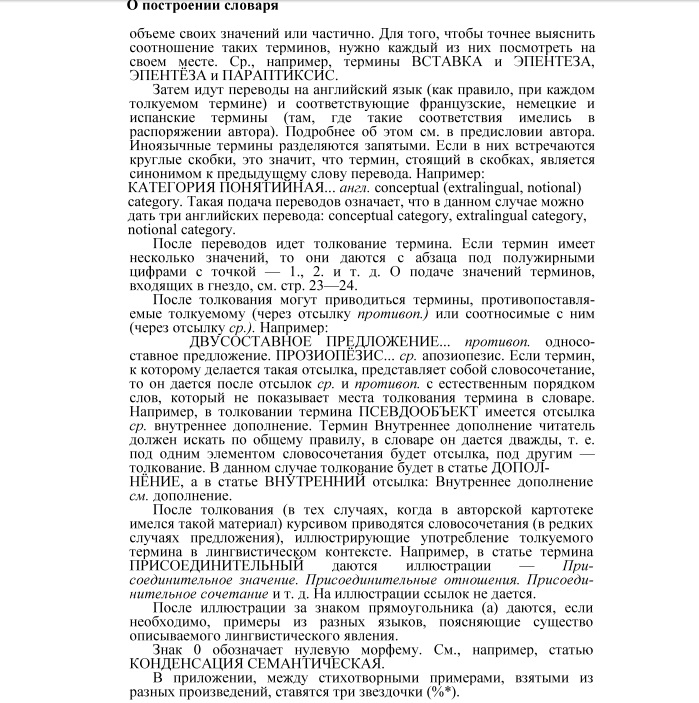 О построении словаря
объеме своих значений или частично. Для того, чтобы точнее выяснить
соотношение таких терминов, нужно каждый из них посмотреть на
своем месте. Ср., например, термины ВСТАВКА и ЭПЕНТЕЗА,
ЭПЕНТЁЗА и ПАРАПТИКСИС.
Затем идут переводы на английский язык (как правило, при каждом
толкуемом термине) и соответствующие французские, немецкие и
испанские термины (там, где такие соответствия имелись в
распоряжении автора). Подробнее об этом см. в предисловии автора.
Иноязычные термины разделяются запятыми. Если в них встречаются
круглые скобки, это значит, что термин, стоящий в скобках, является
синонимом к предыдущему слову перевода. Например:
КАТЕГОРИЯ ПОНЯТИЙНАЯ... англ. conceptual (extralingual, notional)
category. Такая подача переводов означает, что в данном случае можно
дать три английских перевода: conceptual category, extralingual category,
notional category.
После переводов идет толкование термина. Если термин имеет
несколько значений, то они даются с абзаца под полужирными
цифрами с точкой — 1., 2. и т. д. О подаче значений терминов,
входящих в гнездо, см. стр. 23—24.
После толкования могут приводиться термины, противопоставля-
емые толкуемому (через отсылку противоп.) или соотносимые с ним
(через отсылку ср.). Например:
ДВУСОСТАВНОЕ ПРЕДЛОЖЕНИЕ... противоп. односо-
ставное предложение. ПРОЗИОПЁЗИС... ср. апозиопезис. Если термин,
к которому делается такая отсылка, представляет собой словосочетание,
то он дается после отсылок ср. и противоп. с естественным порядком
слов, который не показывает места толкования термина в словаре.
Например, в толковании термина ПСЕВДООБЪЕКТ имеется отсылка
ср. внутреннее дополнение. Термин Внутреннее дополнение читатель
должен искать по общему правилу, в словаре он дается дважды, т. е.
под одним элементом словосочетания будет отсылка, под другим —
толкование. В данном случае толкование будет в статье ДОПОЛ-
НЁНИЕ, а в статье ВНУТРЕННИЙ отсылка: Внутреннее дополнение
см. дополнение.
После толкования (в тех случаях, когда в авторской картотеке
имелся такой материал) курсивом приводятся словосочетания (в редких
случаях предложения), иллюстрирующие употребление толкуемого
термина в лингвистическом контексте. Например, в статье термина
ПРИСОЕДИНИТЕЛЬНЫЙ даются иллюстрации — При-
соединительное значение. Присоединительные отношения. Присоеди-
нительное сочетание и т. д. На иллюстрации ссылок не дается.
После иллюстрации за знаком прямоугольника (а) даются, если
необходимо, примеры из разных языков, поясняющие существо
описываемого лингвистического явления.
Знак 0 обозначает нулевую морфему. См., например, статью
КОНДЕНСАЦИЯ СЕМАНТИЧЕСКАЯ.
В приложении, между стихотворными примерами, взятыми из
разных произведений, ставятся три звездочки (%*).